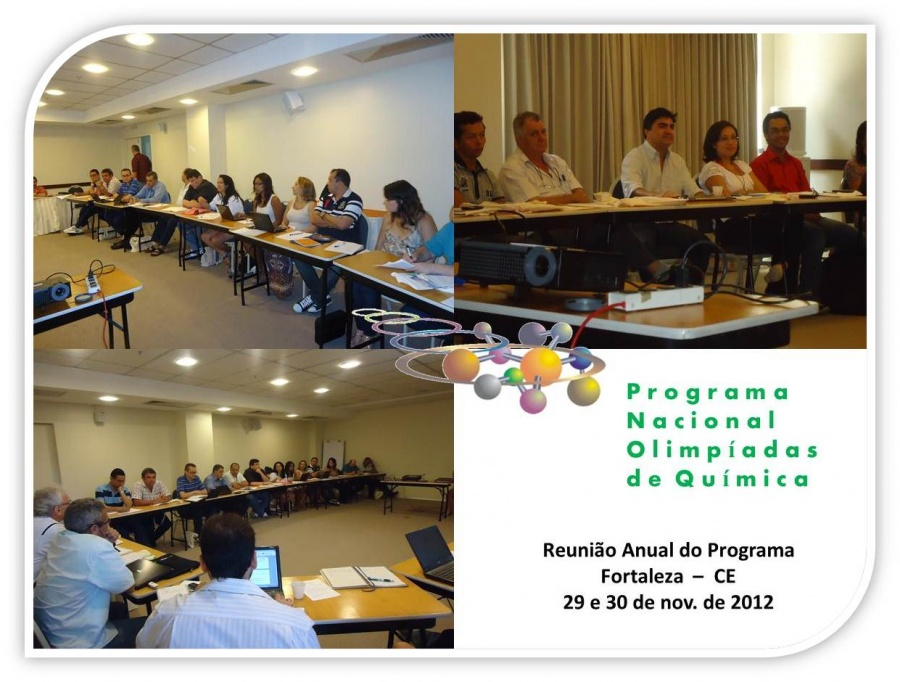 Programa
Nacional
Olimpíadas
de Química
Reunião Anual do Programa
Fortaleza – CE
29 e 30 de nov. de 2012